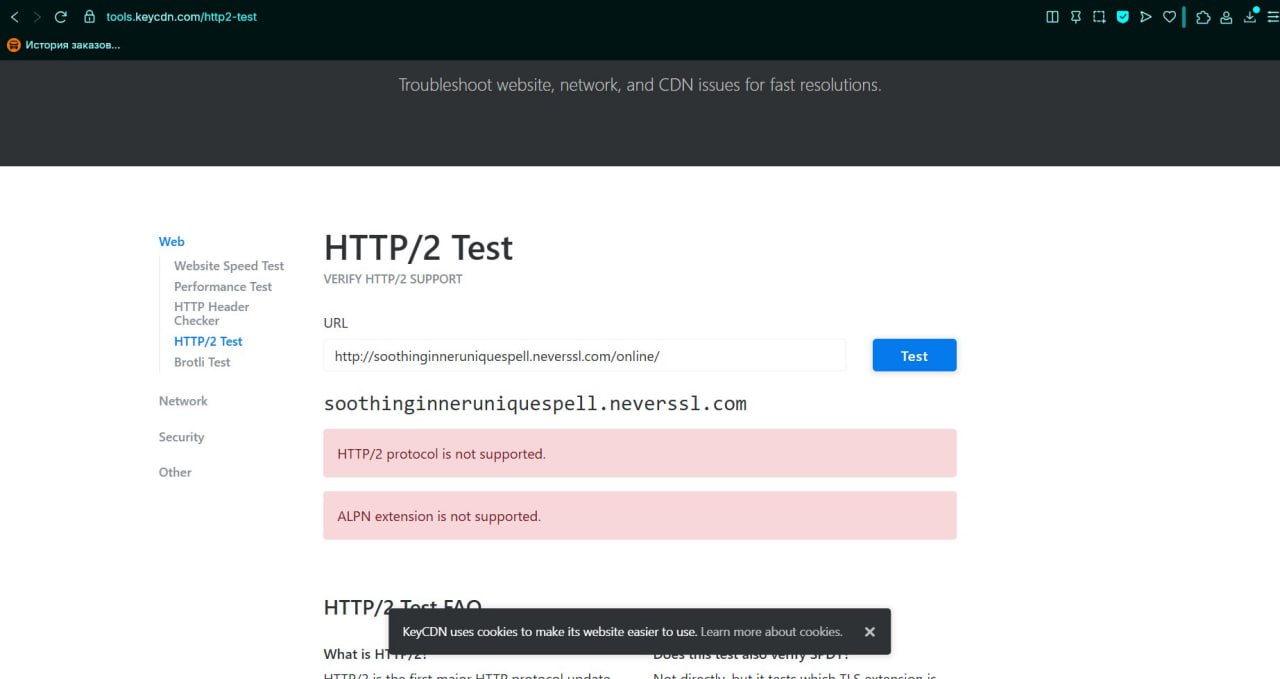 tools.keycdn.com/http2-test
История заказов...
Troubleshoot website, network, and CDN issues for fast resolutions.
Web
Website Speed Test
Performance Test
HTTP Header
Checker
HTTP/2 Test
Brotli Test
Network
Security
Other
HTTP/2 Test
VERIFY HTTP/2 SUPPORT
URL
http://soothinginneruniquespell.neverssl.com/online/
Test
soothinginneruniquespell.neverssl.com
HTTP/2 protocol is not supported.
ALPN extension is not supported.
HTTP/2 Test FAQ
KeyCDN uses cookies to make its website easier to use. Learn more about cookies.
What is HTTP/2?
HTTP/2 is the first major HTTP protocol update
Does this test also verify SPDY?
Not directly, but it tests which TLS extension is